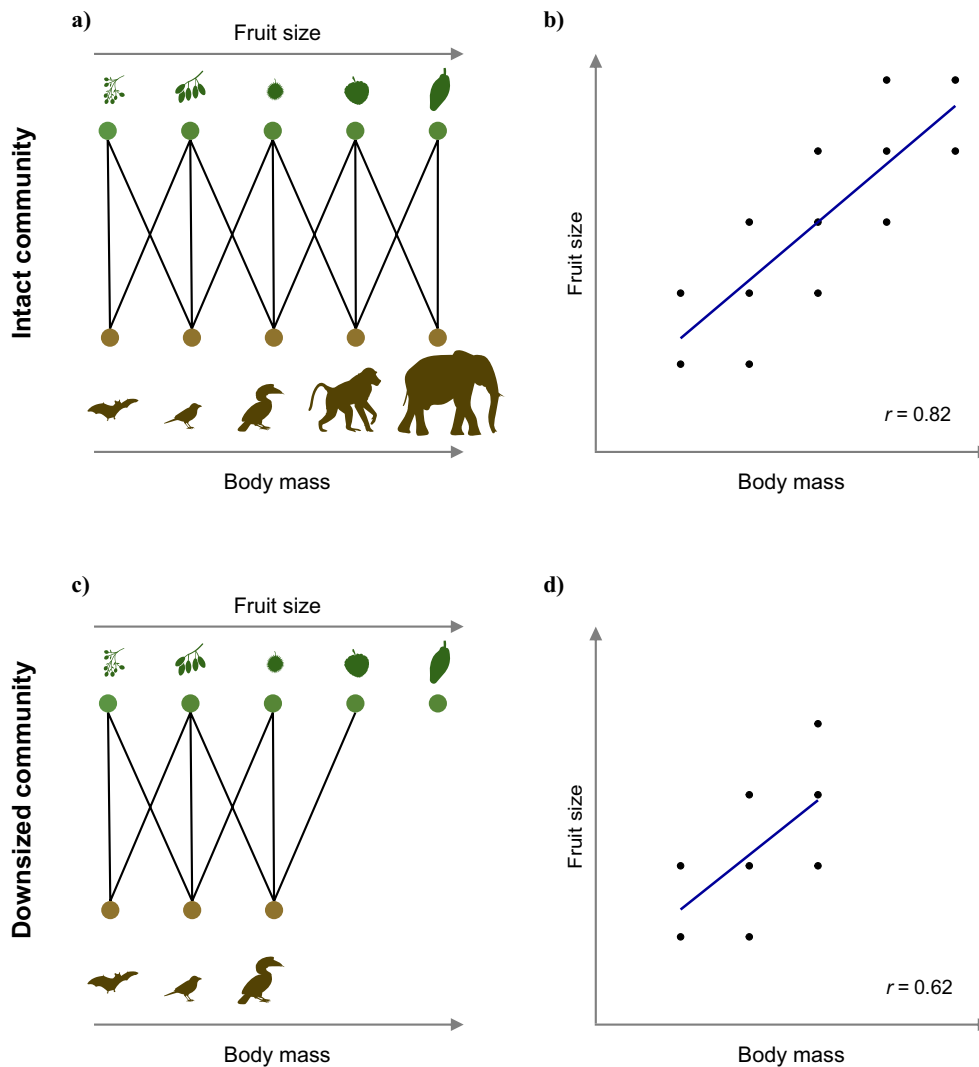 a)
Fruit size
Intact community
Body mass
b)
Fruit size
r = 0.82
Body mass
c)
Fruit size
Downsized community
Body mass
d)
Fruit size
r = 0.62
Body mass